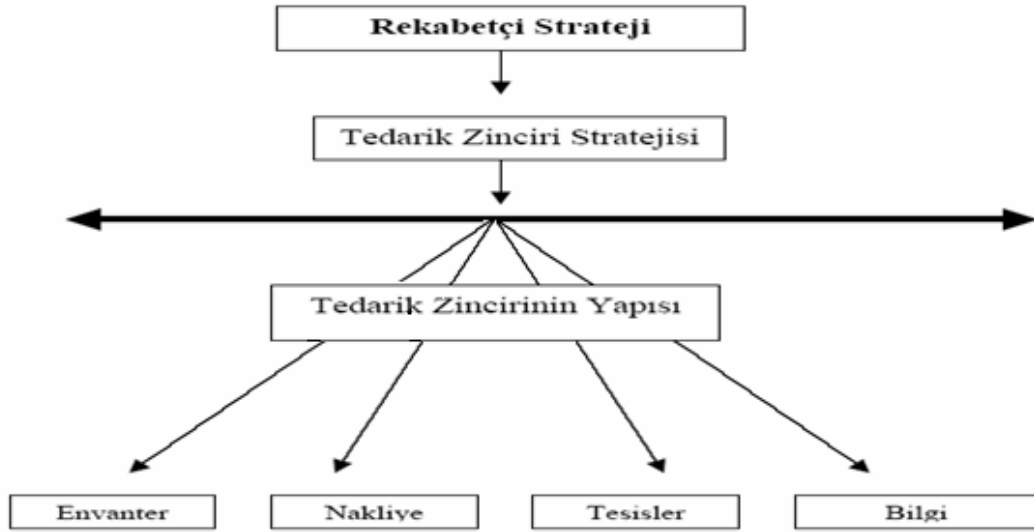 Rekabetçi Strateji
Tedarik Zinciri Stratejisi
Tedarik Zincirinin Yapısı
Envanter
Nakliye
Tesisler
Bilgi